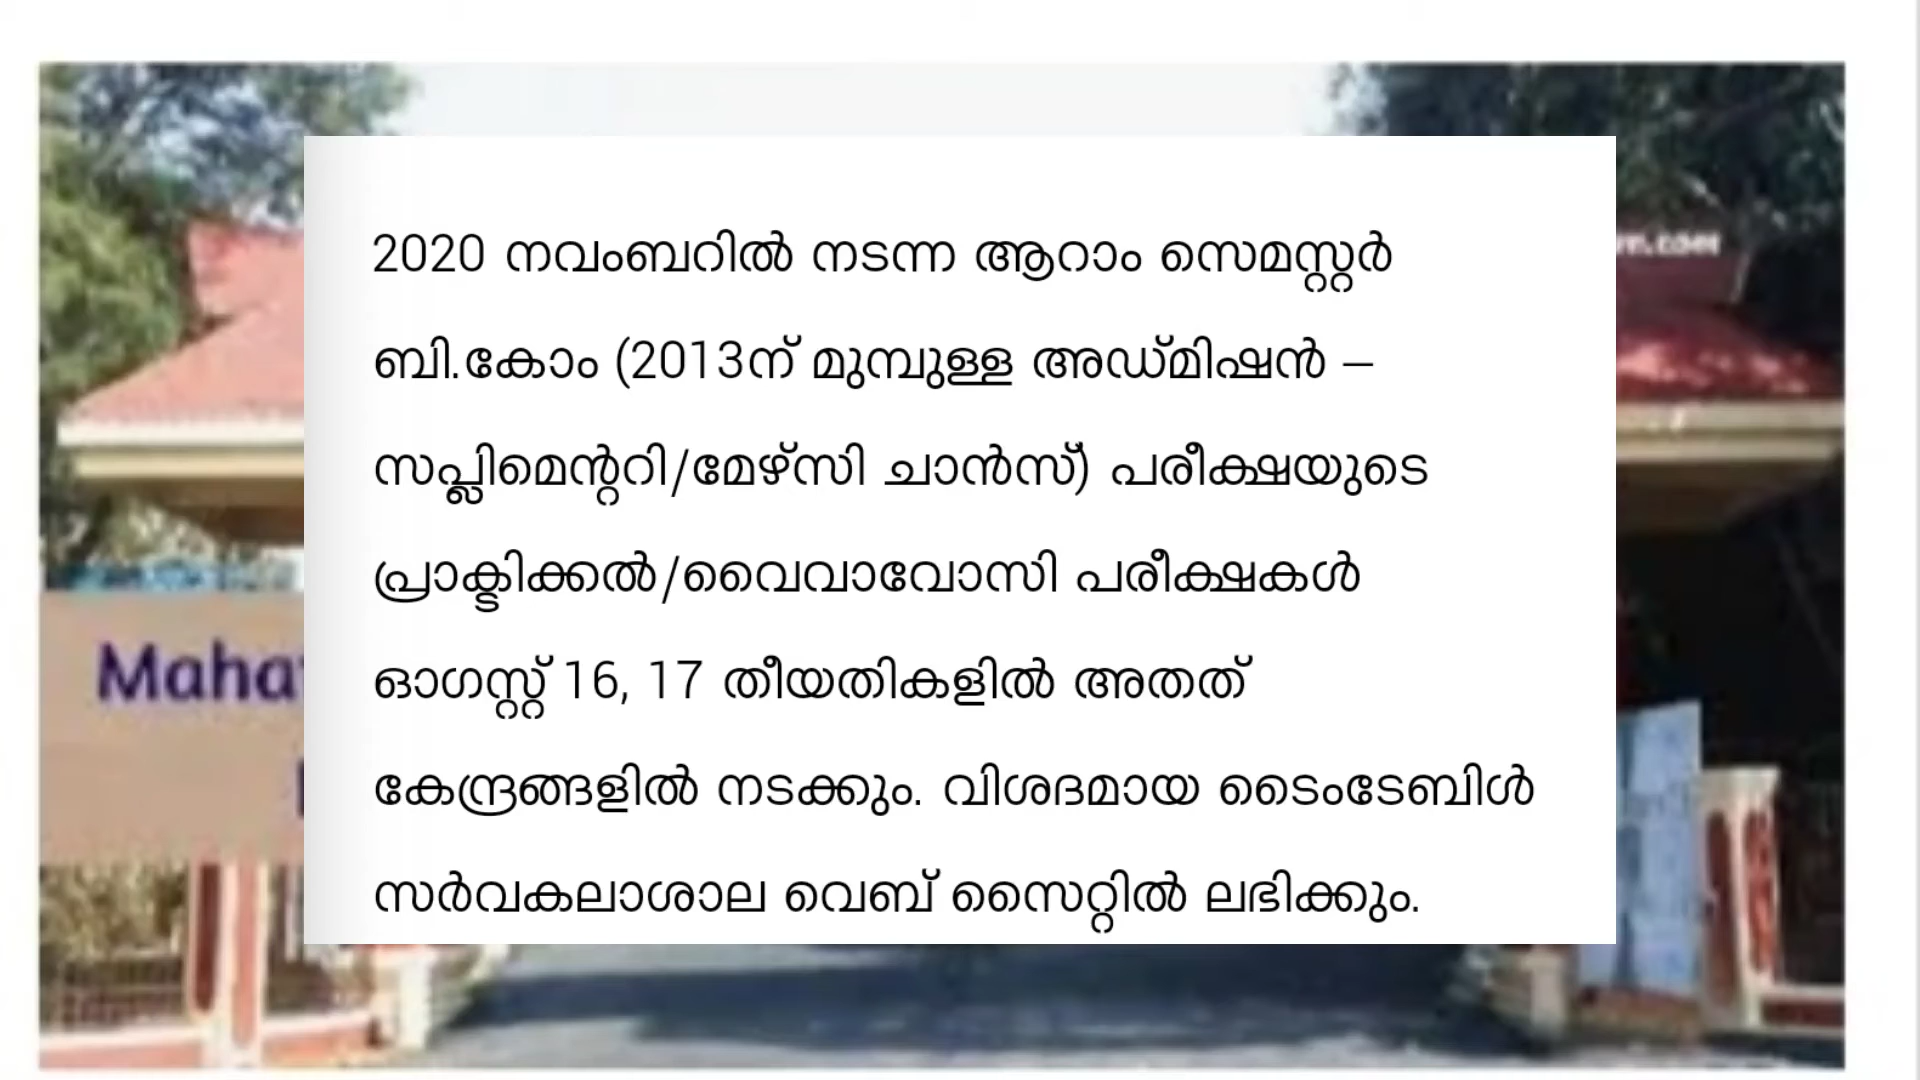 2020 നവംബറിൽ നടന്ന ആറാം സെമസ്റ്റർ
ബി.കോം (2013ന് മുമ്പുള്ള അഡ്മിഷൻ –
സപ്ലിമെന്ററി/മേഴ്സി ചാൻസ്) പരീക്ഷയുടെ
പ്രാക്ടിക്കൽ/വൈവാവോസി പരീക്ഷകൾ
ഓഗസ്റ്റ് 16, 17 തീയതികളിൽ അതത്
കേന്ദ്രങ്ങളിൽ നടക്കും. വിശദമായ ടൈംടേബിൾ
സർവകലാശാല വെബ് സൈറ്റിൽ ലഭിക്കും.